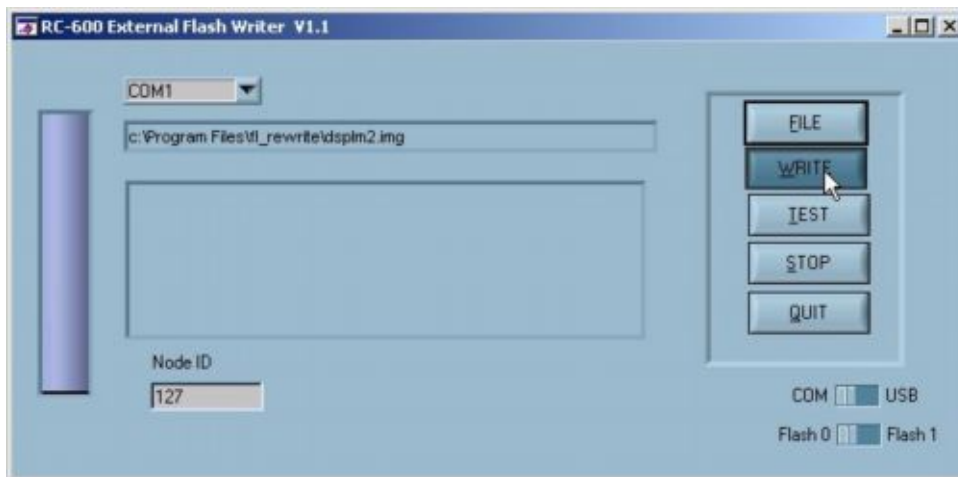 RC-600 External Flash Writer V1.1
COM1
c:\Program Files\fl_rewrite\dsplm2.img
FILE
WRITE
TEST
STOP
QUIT
Node ID
127
COM USB
Flash 0 Flash 1